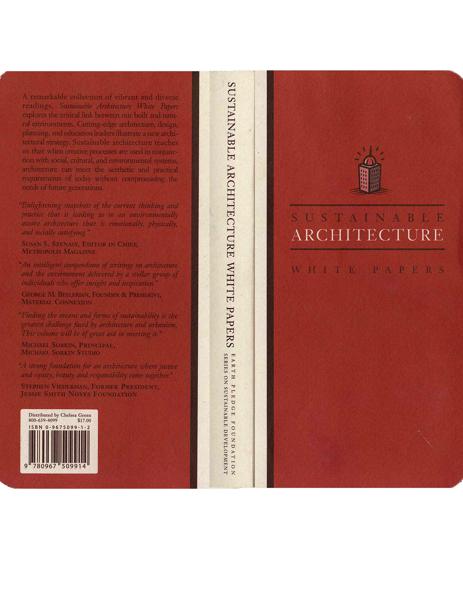 A remarkable collection of vibrant and diverse
readings, Sustainable Architecture White Papers
explores the critical link between our built and natu-
ral environments. Cutting-edge architecture, design,
planning, and education leaders illustrate a new archi-
tectural strategy. Sustainable architecture teaches
us that when creative processes are used in conjunc-
tion with social, cultural, and environmental systems,
architecture can meet the aesthetic and practical
requirements of today without compromising the
needs of future generations.
"Enlightening snapshots of the current thinking and
practice that is leading us to an environmentally
aware architecture that is emotionally, physically,
and socially satisfying."
SUSAN S. SZENASY, EDITOR IN CHIEF,
METROPOLIS MAGAZINE
"An intelligent compendium of writings on architecture
and the environment delivered by a stellar group of
individuals who offer insight and inspiration."
GEORGE M. BEYLERIAN, FOUNDER & PRESIDENT,
MATERIAL CONNEXION
"Finding the means and forms of sustainability is the
greatest challenge faced by architecture and urbanism.
This volume will be of great aid in meeting it."
MICHAEL SORKIN, PRINCIPAL,
MICHAEL SORKIN STUDIO
"A strong foundation for an architecture where justice
and equity, beauty and responsibility come together."
STEPHEN VIEDERMAN, FORMER PRESIDENT,
JESSIE SMITH NOYES FOUNDATION
Distributed by Chelsea Green
800-639-4099 $17.00
ISBN 0-9675099-1-2
9 780967 509914
SUSTAINABLE ARCHITECTURE WHITE PAPERS
EARTH PLEDGE FOUNDATION
SERIES ON SUSTAINABLE DEVELOPMENT
SUSTAINABLE
ARCHITECTURE
WHITE PAPERS